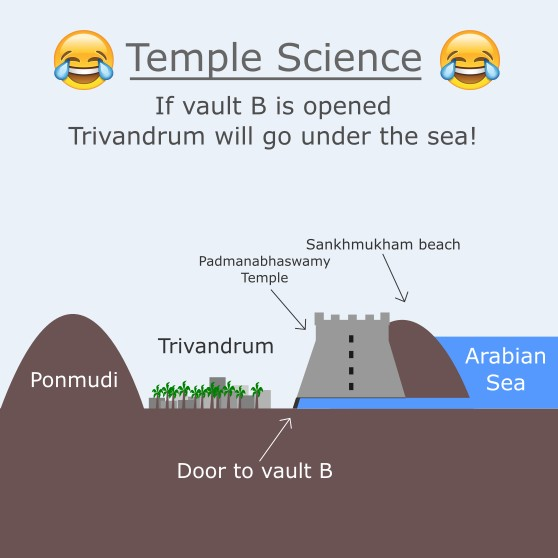 Temple Science
If vault B is opened
Trivandrum will go under the sea!
Sankhmukham beach
Padmanabhaswamy
Temple
Trivandrum
Arabian
Sea
Ponmudi
Door to vault B